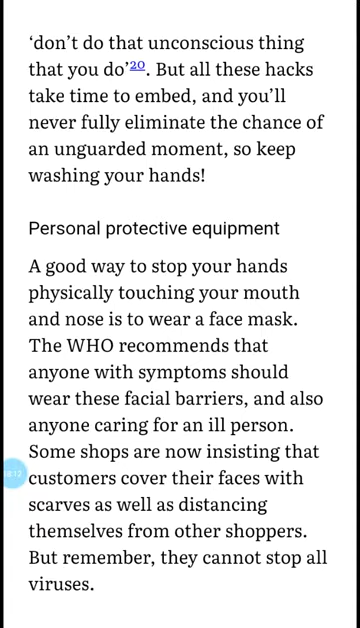 ‘don’t do that unconscious thing
that you do’20. But all these hacks
take time to embed, and you’ll
never fully eliminate the chance of
an unguarded moment, so keep
washing your hands!
Personal protective equipment
A good way to stop your hands
physically touching your mouth
and nose is to wear a face mask.
The WHO recommends that
anyone with symptoms should
wear these facial barriers, and also
anyone caring for an ill person.
Some shops are now insisting that
18:12
customers cover their faces with
scarves as well as distancing
themselves from other shoppers.
But remember, they cannot stop all
viruses.